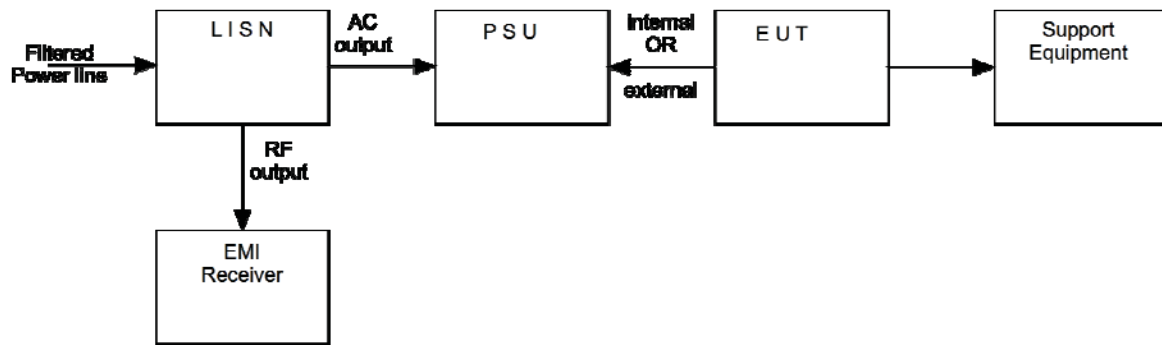 Filtered
Power line
L I S N
AC
output
P S U
Internal
OR
external
E U T
Support
Equipment
RF
output
EMI
Receiver